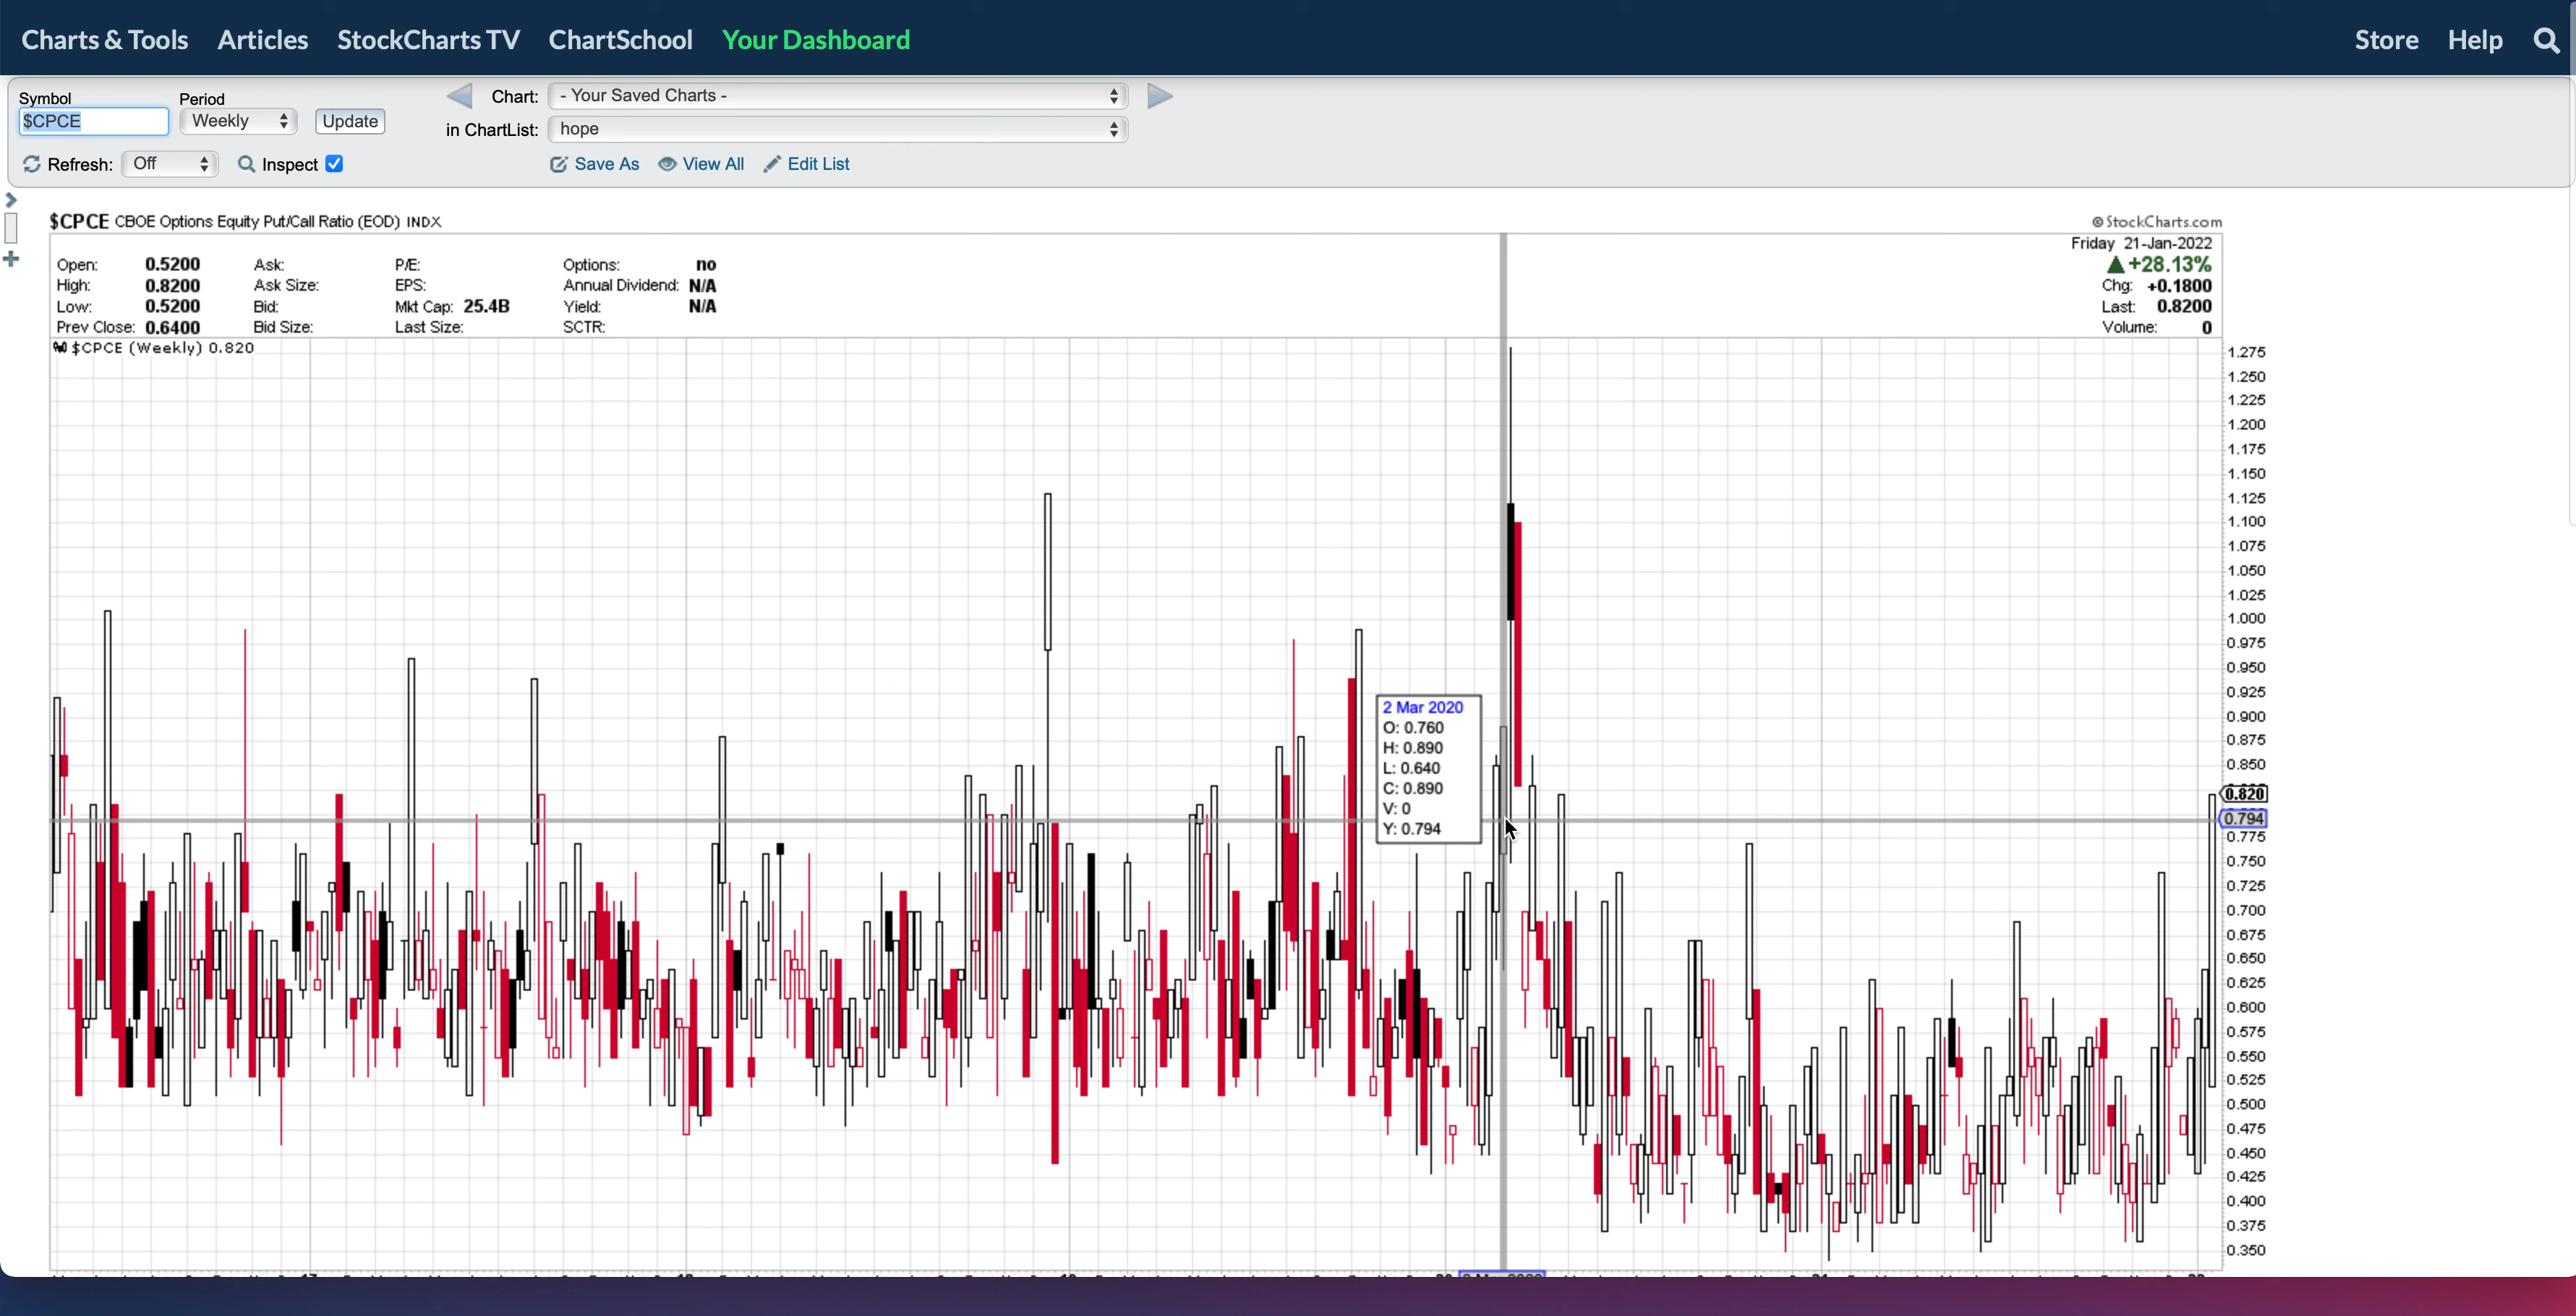 Charts & Tools Articles StockCharts TV ChartSchool Your Dashboard Store Help
Symbol Period Chart: - Your Saved Charts -
$CPCE Weekly Update in ChartList: hope
Refresh: Off Inspect Save As View All Edit List
$CPCE CBOE Options Equity Put/Call Ratio (EOD) INDX © StockCharts.com
Friday 21-Jan-2022
Open: 0.5200 Ask: P/E: Options: no +28.13%
High: 0.8200 Ask Size: EPS: Annual Dividend: N/A Chg: +0.1800
Low: 0.5200 Bid: Mkt Cap: 25.4B Yield: N/A Last: 0.8200
Prev Close: 0.6400 Bid Size: Last Size: SCTR: Volume: 0
$CPCE (Weekly) 0.820
1.275
1.250
1.225
1.200
1.175
1.150
1.125
1.100
1.075
1.050
1.025
1.000
0.975
0.950
0.925
0.900
0.875
0.850
0.820
0.794
0.775
0.750
0.725
0.700
0.675
0.650
0.625
0.600
0.575
0.550
0.525
0.500
0.475
0.450
0.425
0.400
0.375
0.350
2 Mar 2020
O: 0.760
H: 0.890
L: 0.640
C: 0.890
V: 0
Y: 0.794